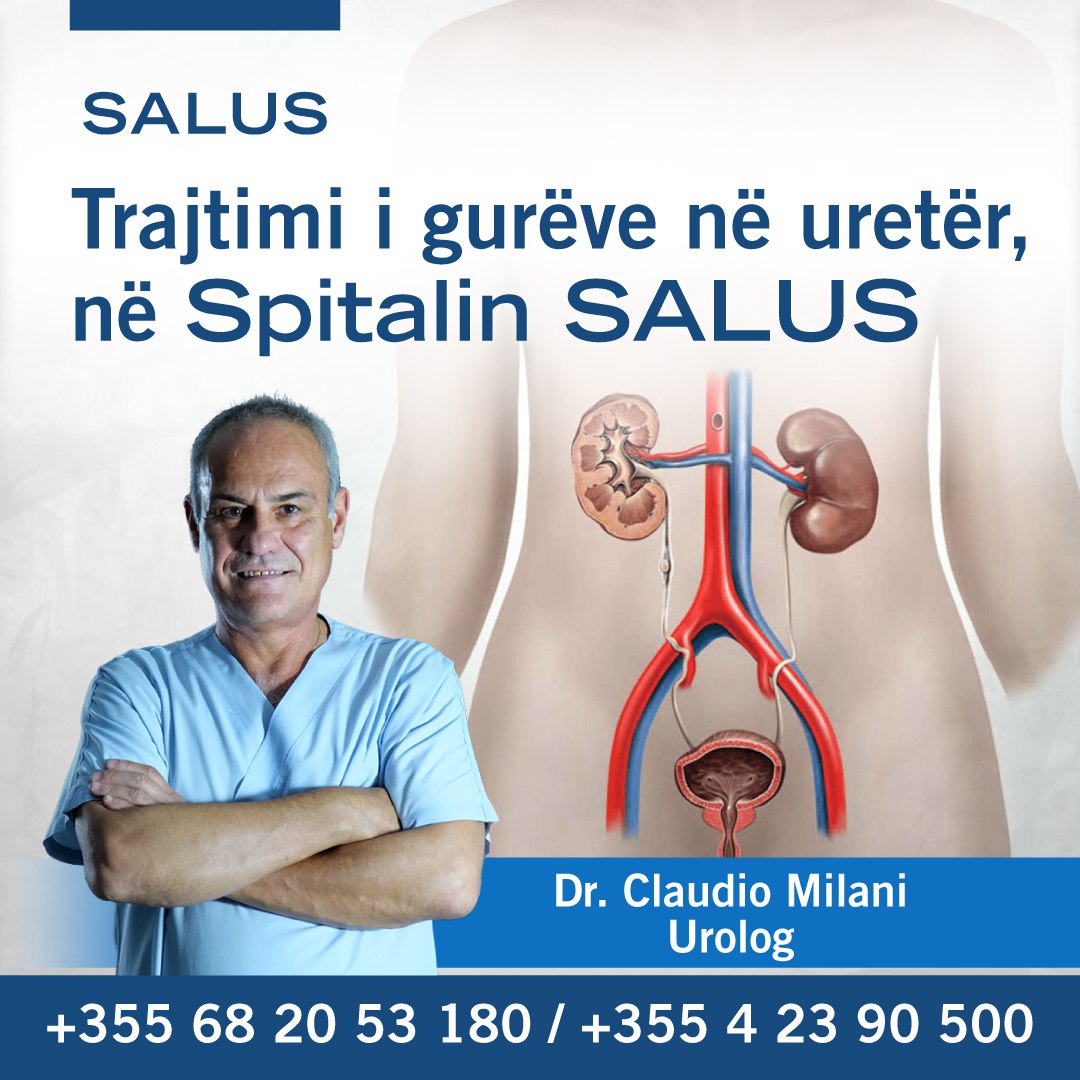 SALUS
Trajtimi i gurëve në uretër,
në Spitalin SALUS
Dr. Claudio Milani
Urolog
+355 68 20 53 180 / +355 4 23 90 500